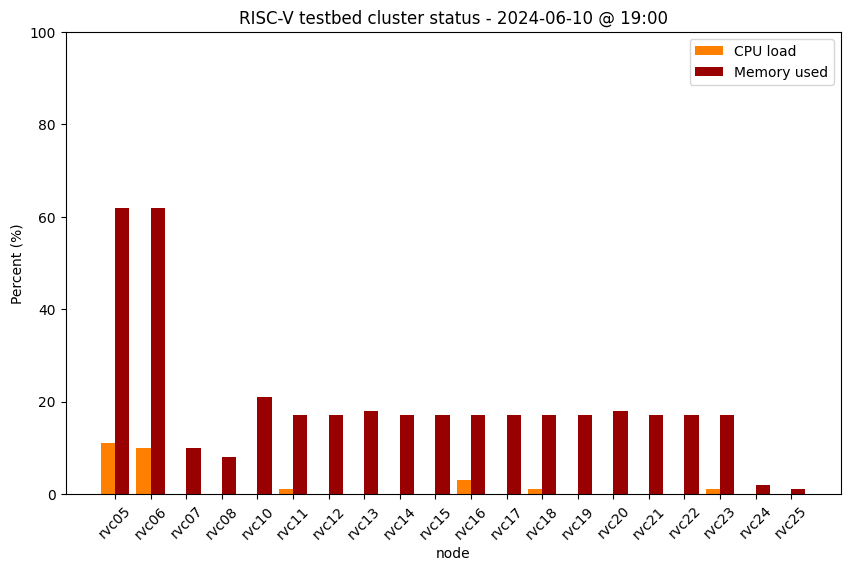 RISC-V testbed cluster status - 2024-06-10 @ 19:00
CPU load
Memory used
Percent (%)
100
80
60
40
20
0
rvc05 rvc06 rvc07 rvc08 rvc10 rvc11 rvc12 rvc13 rvc14 rvc15 rvc16 rvc17 rvc18 rvc19 rvc20 rvc21 rvc22 rvc23 rvc24 rvc25
node